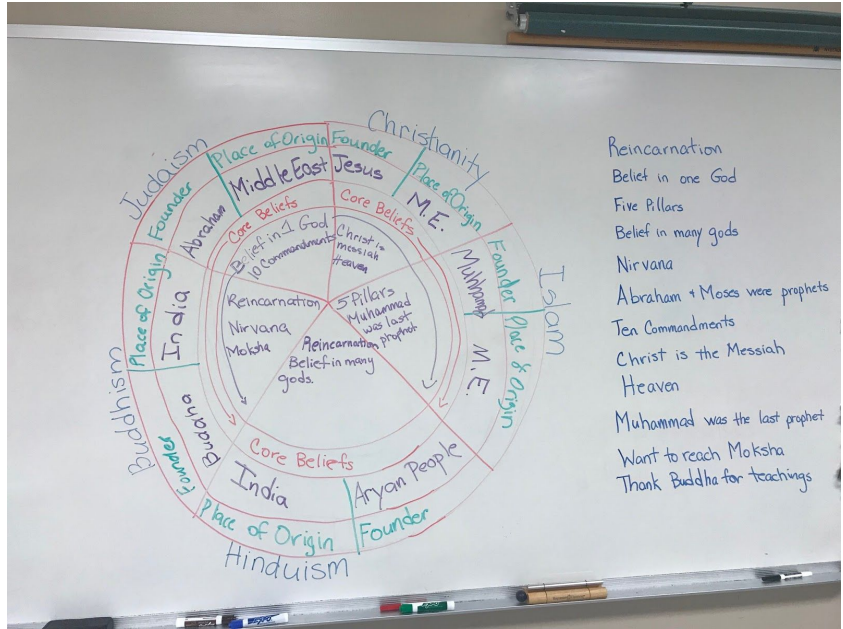 Christianity
Judaism
Place of Origin
Founder
Middle East
Jesus
Place of Origin
M.E.
Founder
Abraham
Core Beliefs
Core Beliefs
Belief in 1 God
10 Commandments
Christ is
messiah
Heaven
Islam
Founder
Muhhamad
Place of Origin
M.E.
5 Pillars
Muhammad
was last
prophet
Buddhism
Place of Origin
India
Founder
Buddha
Reincarnation
Nirvana
Moksha
Reincarnation
Belief in many
gods.
Core Beliefs
India
Aryan People
Place of Origin
Founder
Hinduism
Reincarnation
Belief in one God
Five Pillars
Belief in many gods
Nirvana
Abraham + Moses were prophets
Ten Commandments
Christ is the Messiah
Heaven
Muhammad was the last prophet
Want to reach Moksha
Thank Buddha for teachings